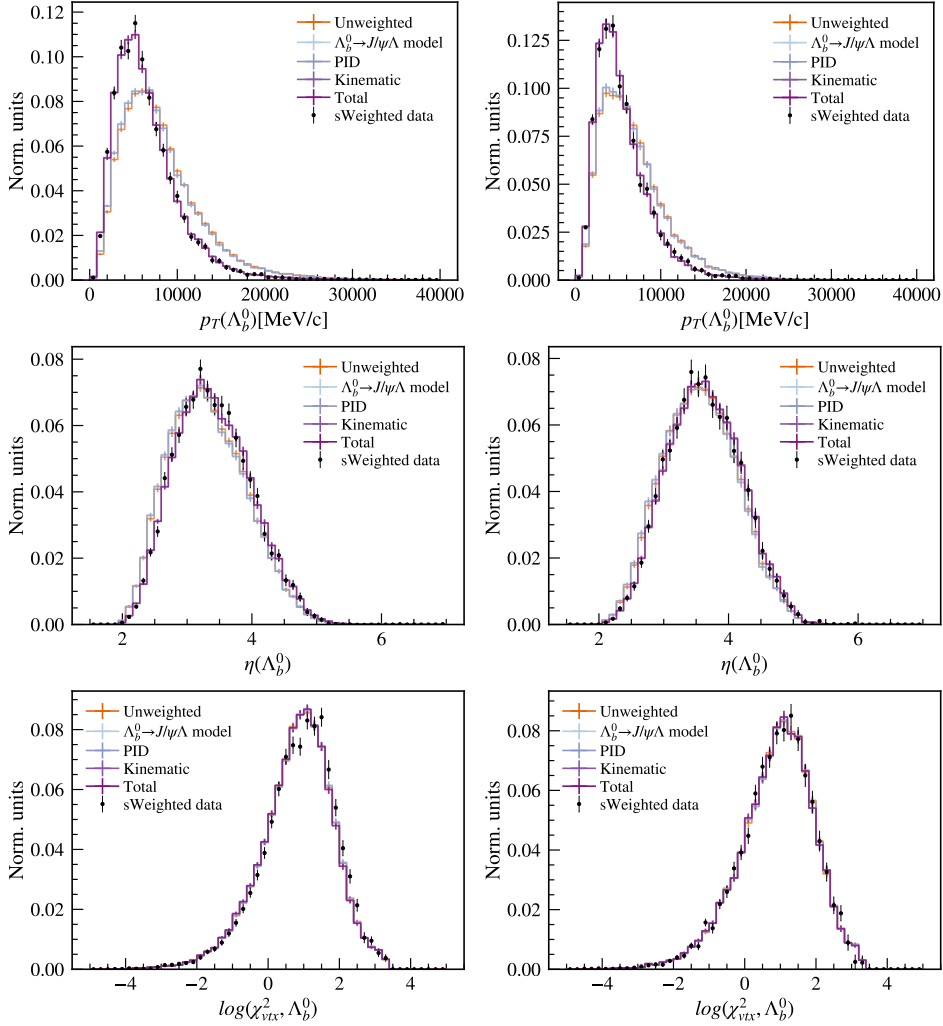 0.12
0.10
0.08
0.06
0.04
0.02
0.00
Norm. units
Unweighted
Λ_b^0→J/ψΛ model
PID
Kinematic
Total
sWeighted data
0 10000 20000 30000 40000
p_T(Λ_b^0)[MeV/c]
0.125
0.100
0.075
0.050
0.025
0.000
Norm. units
Unweighted
Λ_b^0→J/ψΛ model
PID
Kinematic
Total
sWeighted data
0 10000 20000 30000 40000
p_T(Λ_b^0)[MeV/c]
0.08
0.06
0.04
0.02
0.00
Norm. units
Unweighted
Λ_b^0→J/ψΛ model
PID
Kinematic
Total
sWeighted data
2 4 6
η(Λ_b^0)
0.08
0.06
0.04
0.02
0.00
Norm. units
Unweighted
Λ_b^0→J/ψΛ model
PID
Kinematic
Total
sWeighted data
2 4 6
η(Λ_b^0)
0.08
0.06
0.04
0.02
0.00
Norm. units
Unweighted
Λ_b^0→J/ψΛ model
PID
Kinematic
Total
sWeighted data
−4 −2 0 2 4
log(χ_vtx^2, Λ_b^0)
0.08
0.06
0.04
0.02
0.00
Norm. units
Unweighted
Λ_b^0→J/ψΛ model
PID
Kinematic
Total
sWeighted data
−4 −2 0 2 4
log(χ_vtx^2, Λ_b^0)